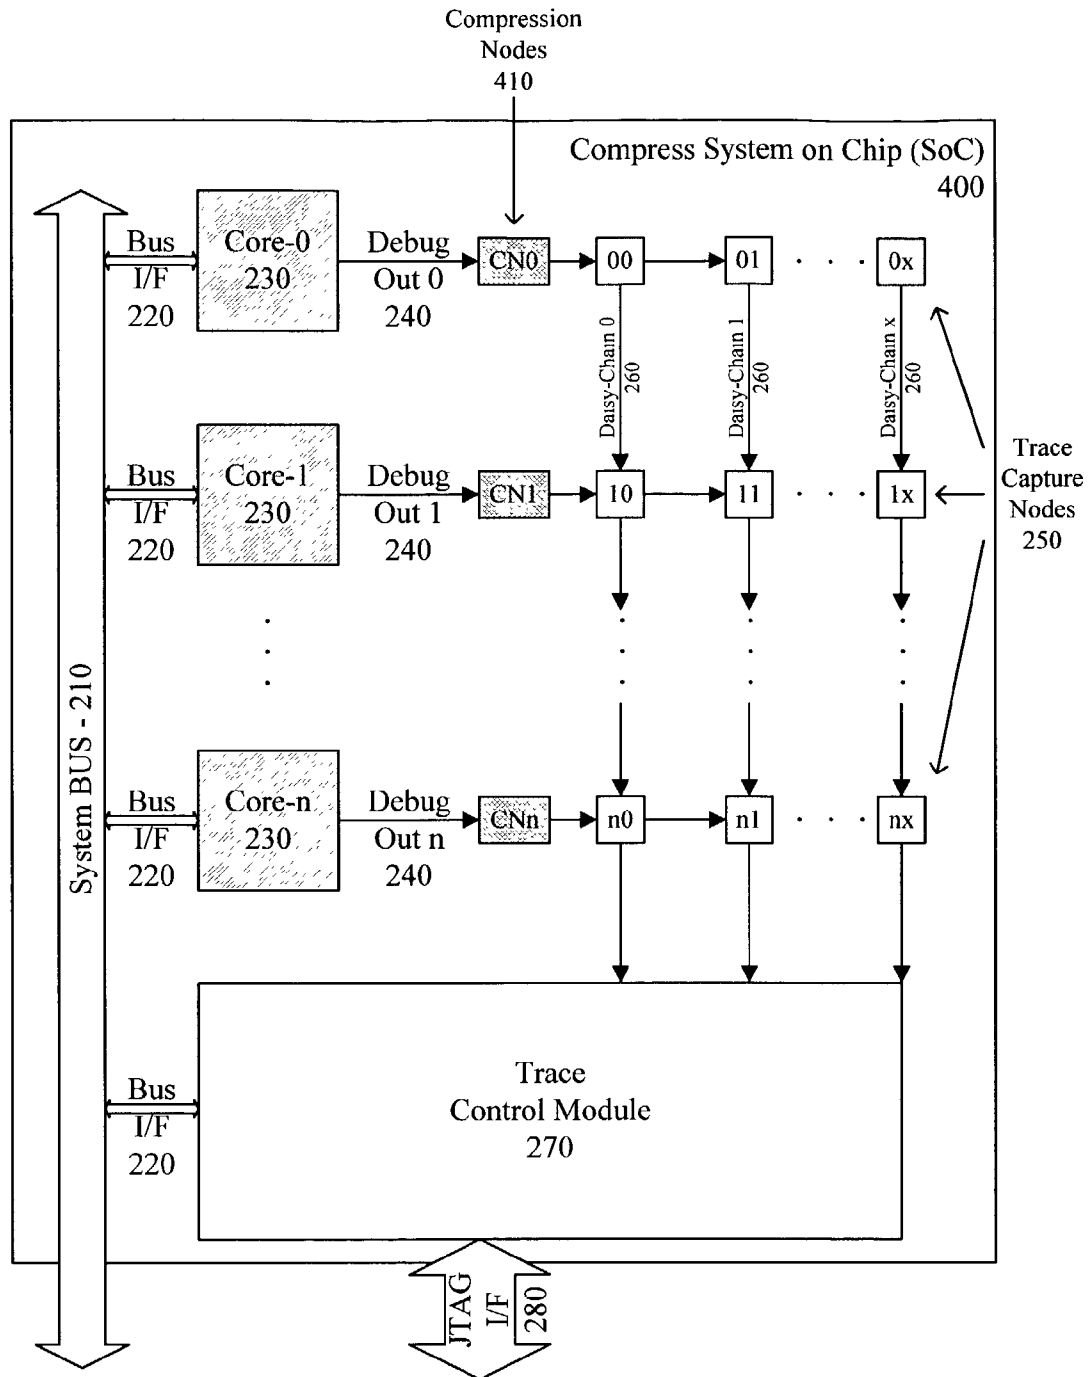 Compression
Nodes
410
Compress System on Chip (SoC)
400
Bus
I/F
220
Core-0
230
Debug
Out 0
240
CN0
00
01
. . .
0x
Daisy-Chain 0
260
Daisy-Chain 1
260
Daisy-Chain x
260
Bus
I/F
220
Core-1
230
Debug
Out 1
240
CN1
10
11
. . .
1x
Trace
Capture
Nodes
250
System BUS - 210
Bus
I/F
220
Core-n
230
Debug
Out n
240
CNn
n0
n1
. . .
nx
Bus
I/F
220
Trace
Control Module
270
JTAG
I/F
280